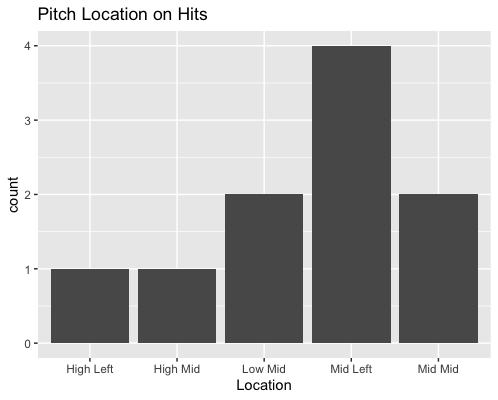 Pitch Location on Hits
4
3
2
1
0
count
High Left High Mid Low Mid Mid Left Mid Mid
Location